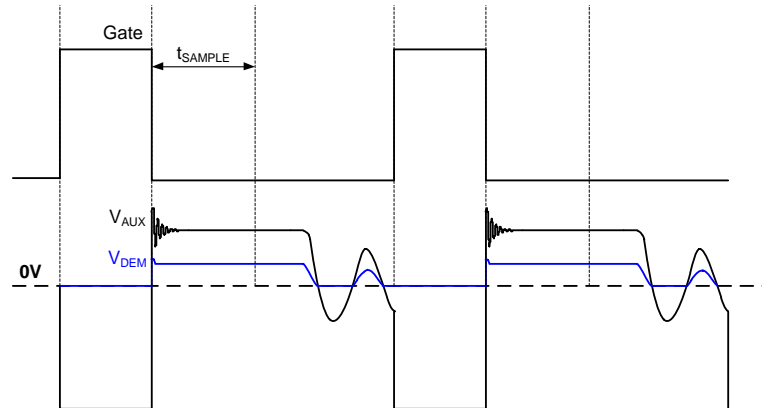 Gate
tSAMPLE
VAUX
VDEM
0V